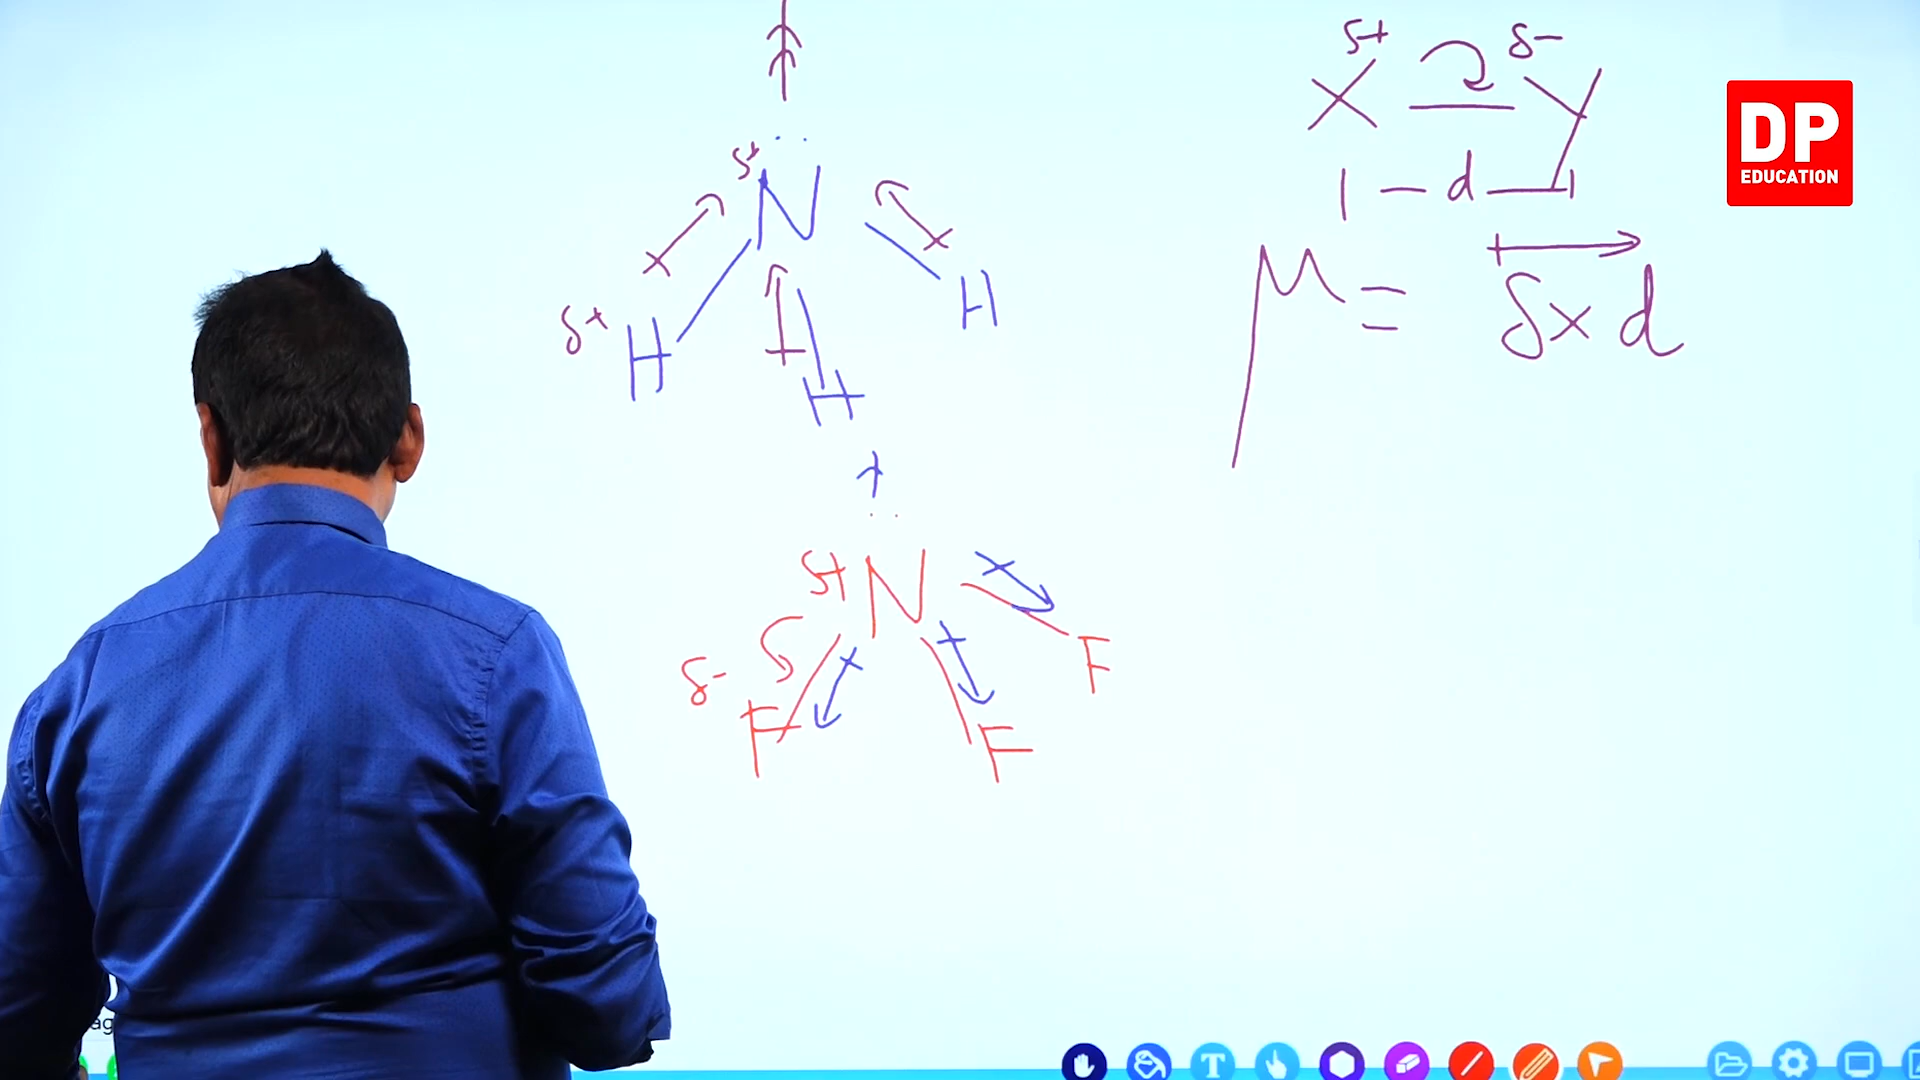 δ+ δ-
X — Y
|— d —|
μ = δ x d
DP
EDUCATION
..
δ+ N
δ+ H H H
+
..
δ+ N
δ- F F F
T